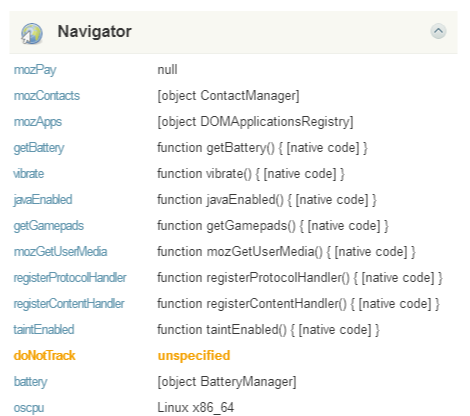 Navigator
mozPay null
mozContacts [object ContactManager]
mozApps [object DOMApplicationsRegistry]
getBattery function getBattery() { [native code] }
vibrate function vibrate() { [native code] }
javaEnabled function javaEnabled() { [native code] }
getGamepads function getGamepads() { [native code] }
mozGetUserMedia function mozGetUserMedia() { [native code] }
registerProtocolHandler function registerProtocolHandler() { [native code] }
registerContentHandler function registerContentHandler() { [native code] }
taintEnabled function taintEnabled() { [native code] }
doNotTrack unspecified
battery [object BatteryManager]
oscpu Linux x86_64